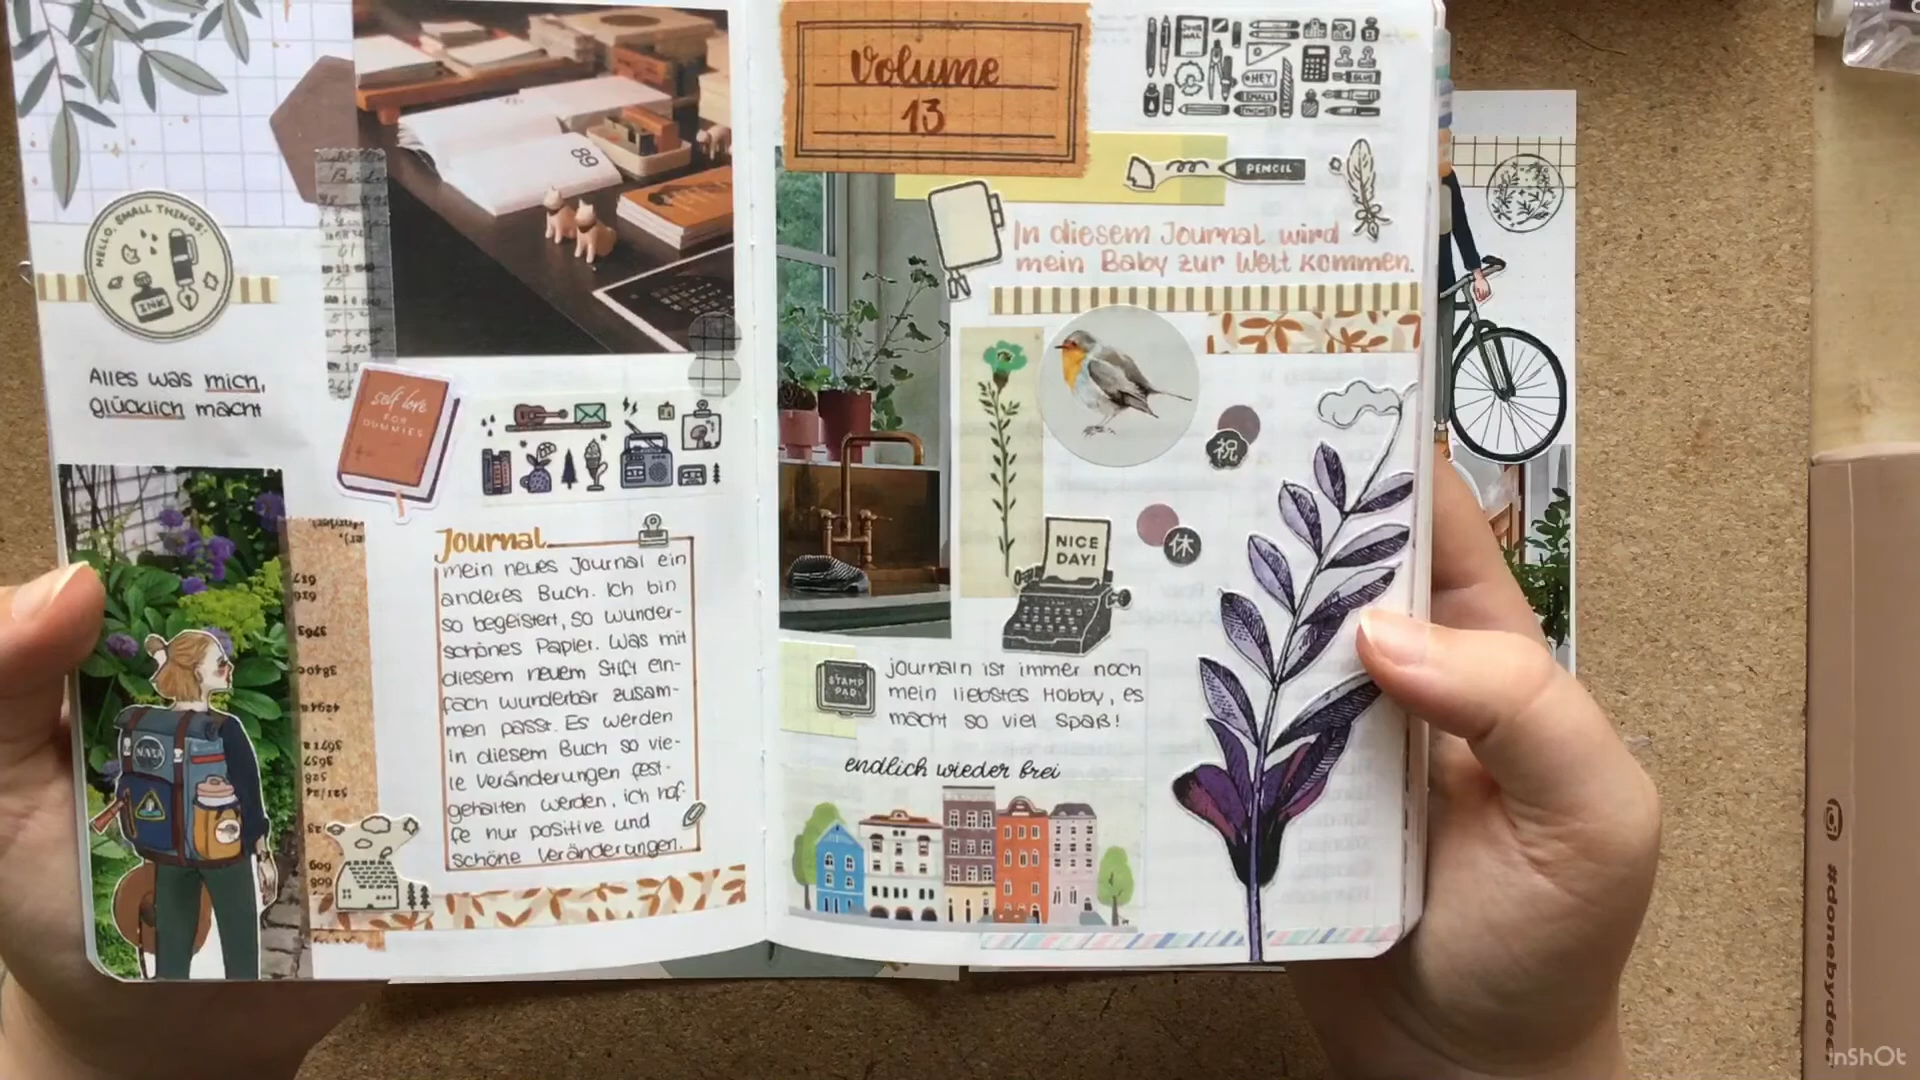 HELLO, SMALL THINGS!
INK
Alles was mich,
glücklich macht
89
self love
FOR
DUMMIES
Journal
mein neues Journal ein
anderes Buch. Ich bin
so begeistert, so wunder-
schönes Papier. Was mit
diesem neuem Stift ein-
fach wunderbar zusam-
men passt. Es werden
in diesem Buch so vie-
le Veränderungen fest-
gehalten werden, ich hof-
fe nur positive und
schöne Veränderungen.
Volume
13
HEY
PENCIL
In diesem Journal wird
mein Baby zur Welt kommen.
祝
休
NICE
DAY!
STAMP
PAD
journaln ist immer noch
mein liebstes Hobby, es
macht so viel Spaß!
endlich wieder frei
#donebydee
InShOt